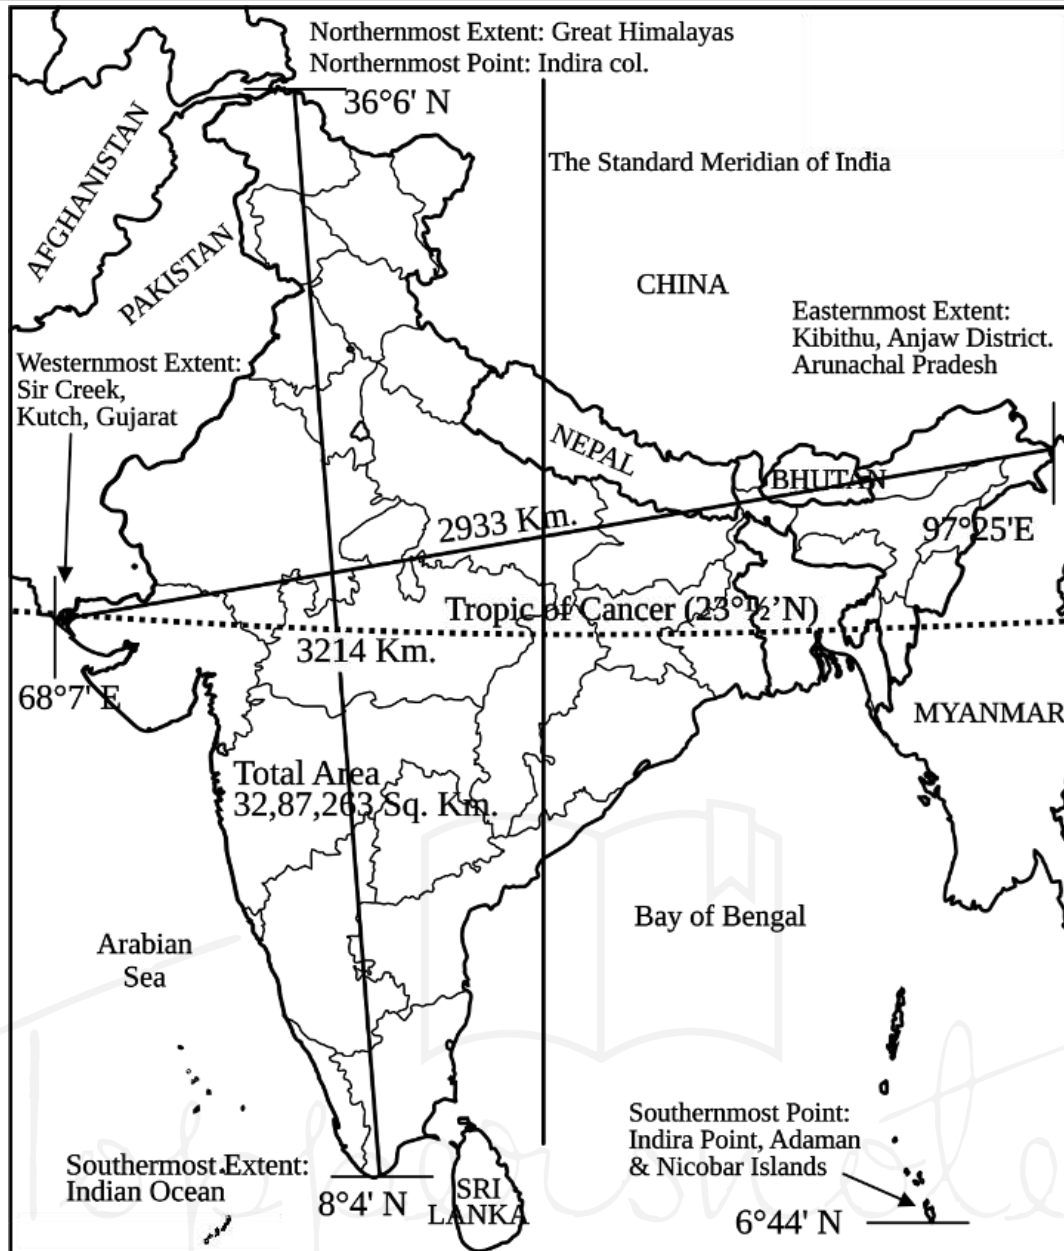 Northernmost Extent: Great Himalayas
Northernmost Point: Indira col.
36°6' N
AFGHANISTAN
The Standard Meridian of India
PAKISTAN
CHINA
Easternmost Extent:
Kibithu, Anjaw District.
Arunachal Pradesh
Westernmost Extent:
Sir Creek,
Kutch, Gujarat
NEPAL
BHUTAN
2933 Km.
97°25'E
Tropic of Cancer (23°½’N)
3214 Km.
68°7' E
MYANMAR
Total Area
32,87,263 Sq. Km.
Bay of Bengal
Arabian
Sea
Southernmost Point:
Indira Point, Adaman
& Nicobar Islands
Southermost Extent:
Indian Ocean
8°4' N
SRI
LANKA
6°44' N
Toppersnote